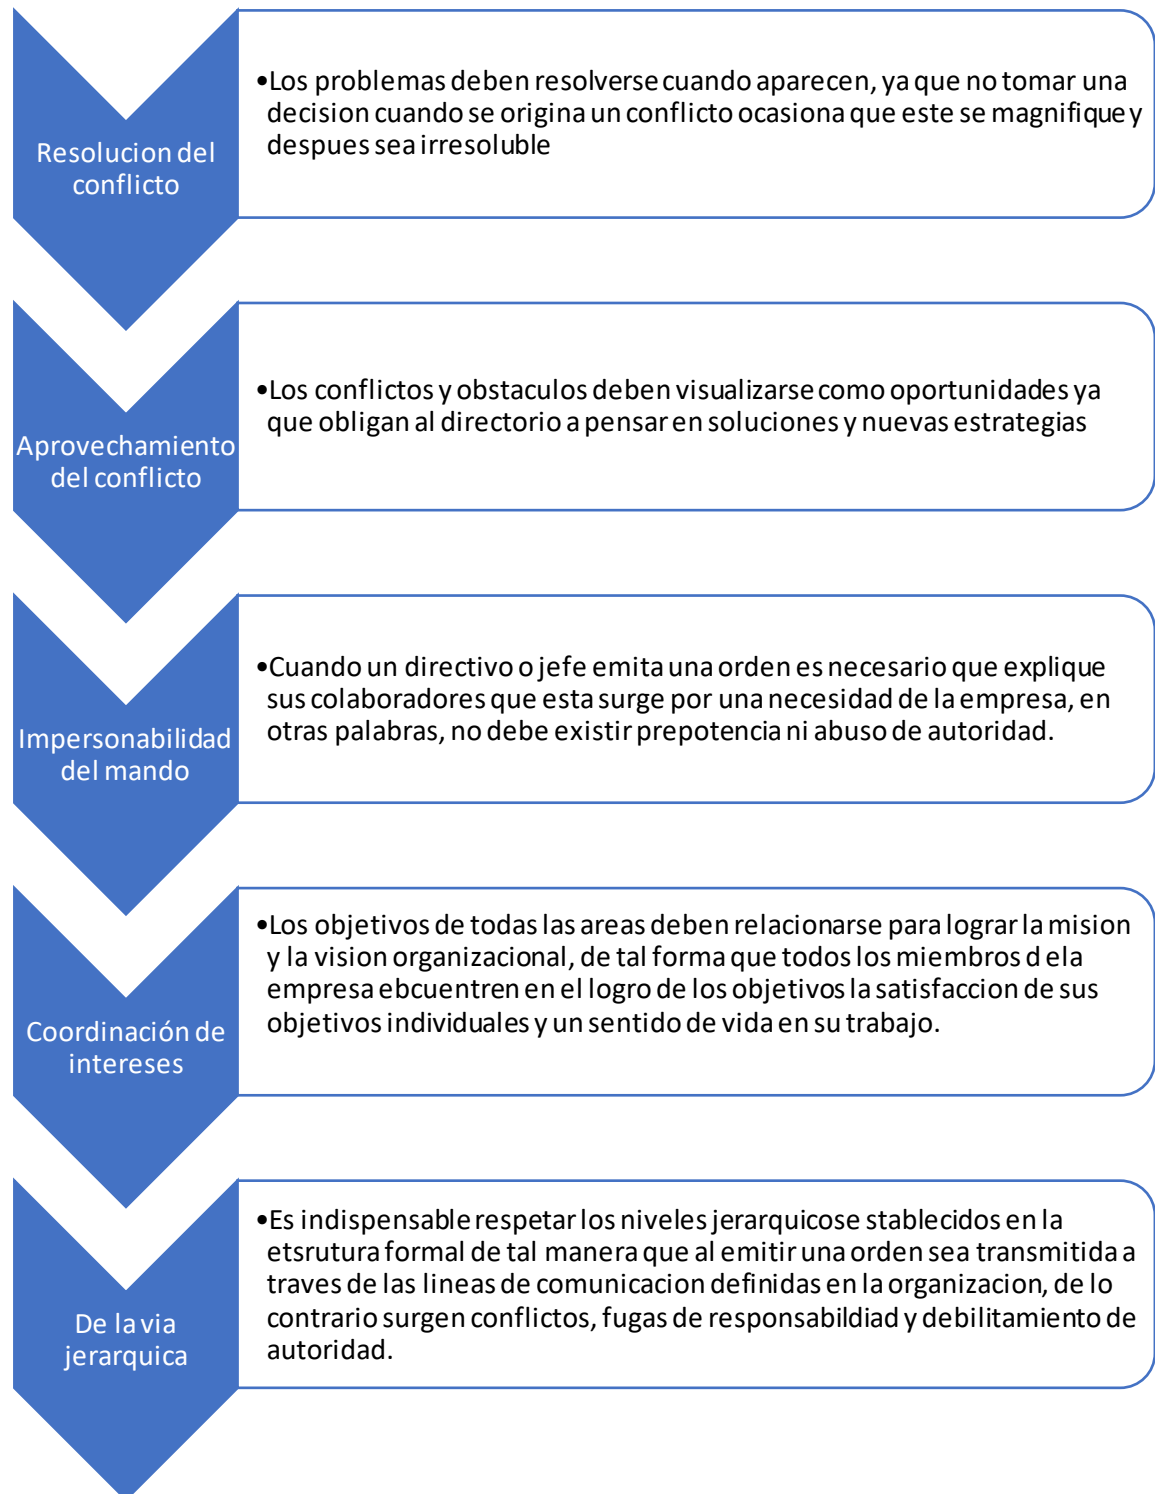 Resolucion del
conflicto
•Los problemas deben resolverse cuando aparecen, ya que no tomar una
decision cuando se origina un conflicto ocasiona que este se magnifique y
despues sea irresoluble
Aprovechamiento
del conflicto
•Los conflictos y obstaculos deben visualizarse como oportunidades ya
que obligan al directorio a pensar en soluciones y nuevas estrategias
Impersonabilidad
del mando
•Cuando un directivo o jefe emita una orden es necesario que explique
sus colaboradores que esta surge por una necesidad de la empresa, en
otras palabras, no debe existir prepotencia ni abuso de autoridad.
Coordinación de
intereses
•Los objetivos de todas las areas deben relacionarse para lograr la mision
y la vision organizacional, de tal forma que todos los miembros d ela
empresa ebcuentren en el logro de los objetivos la satisfaccion de sus
objetivos individuales y un sentido de vida en su trabajo.
De la via
jerarquica
•Es indispensable respetar los niveles jerarquicose stablecidos en la
etsrutura formal de tal manera que al emitir una orden sea transmitida a
traves de las lineas de comunicacion definidas en la organizacion, de lo
contrario surgen conflictos, fugas de responsabildiad y debilitamiento de
autoridad.